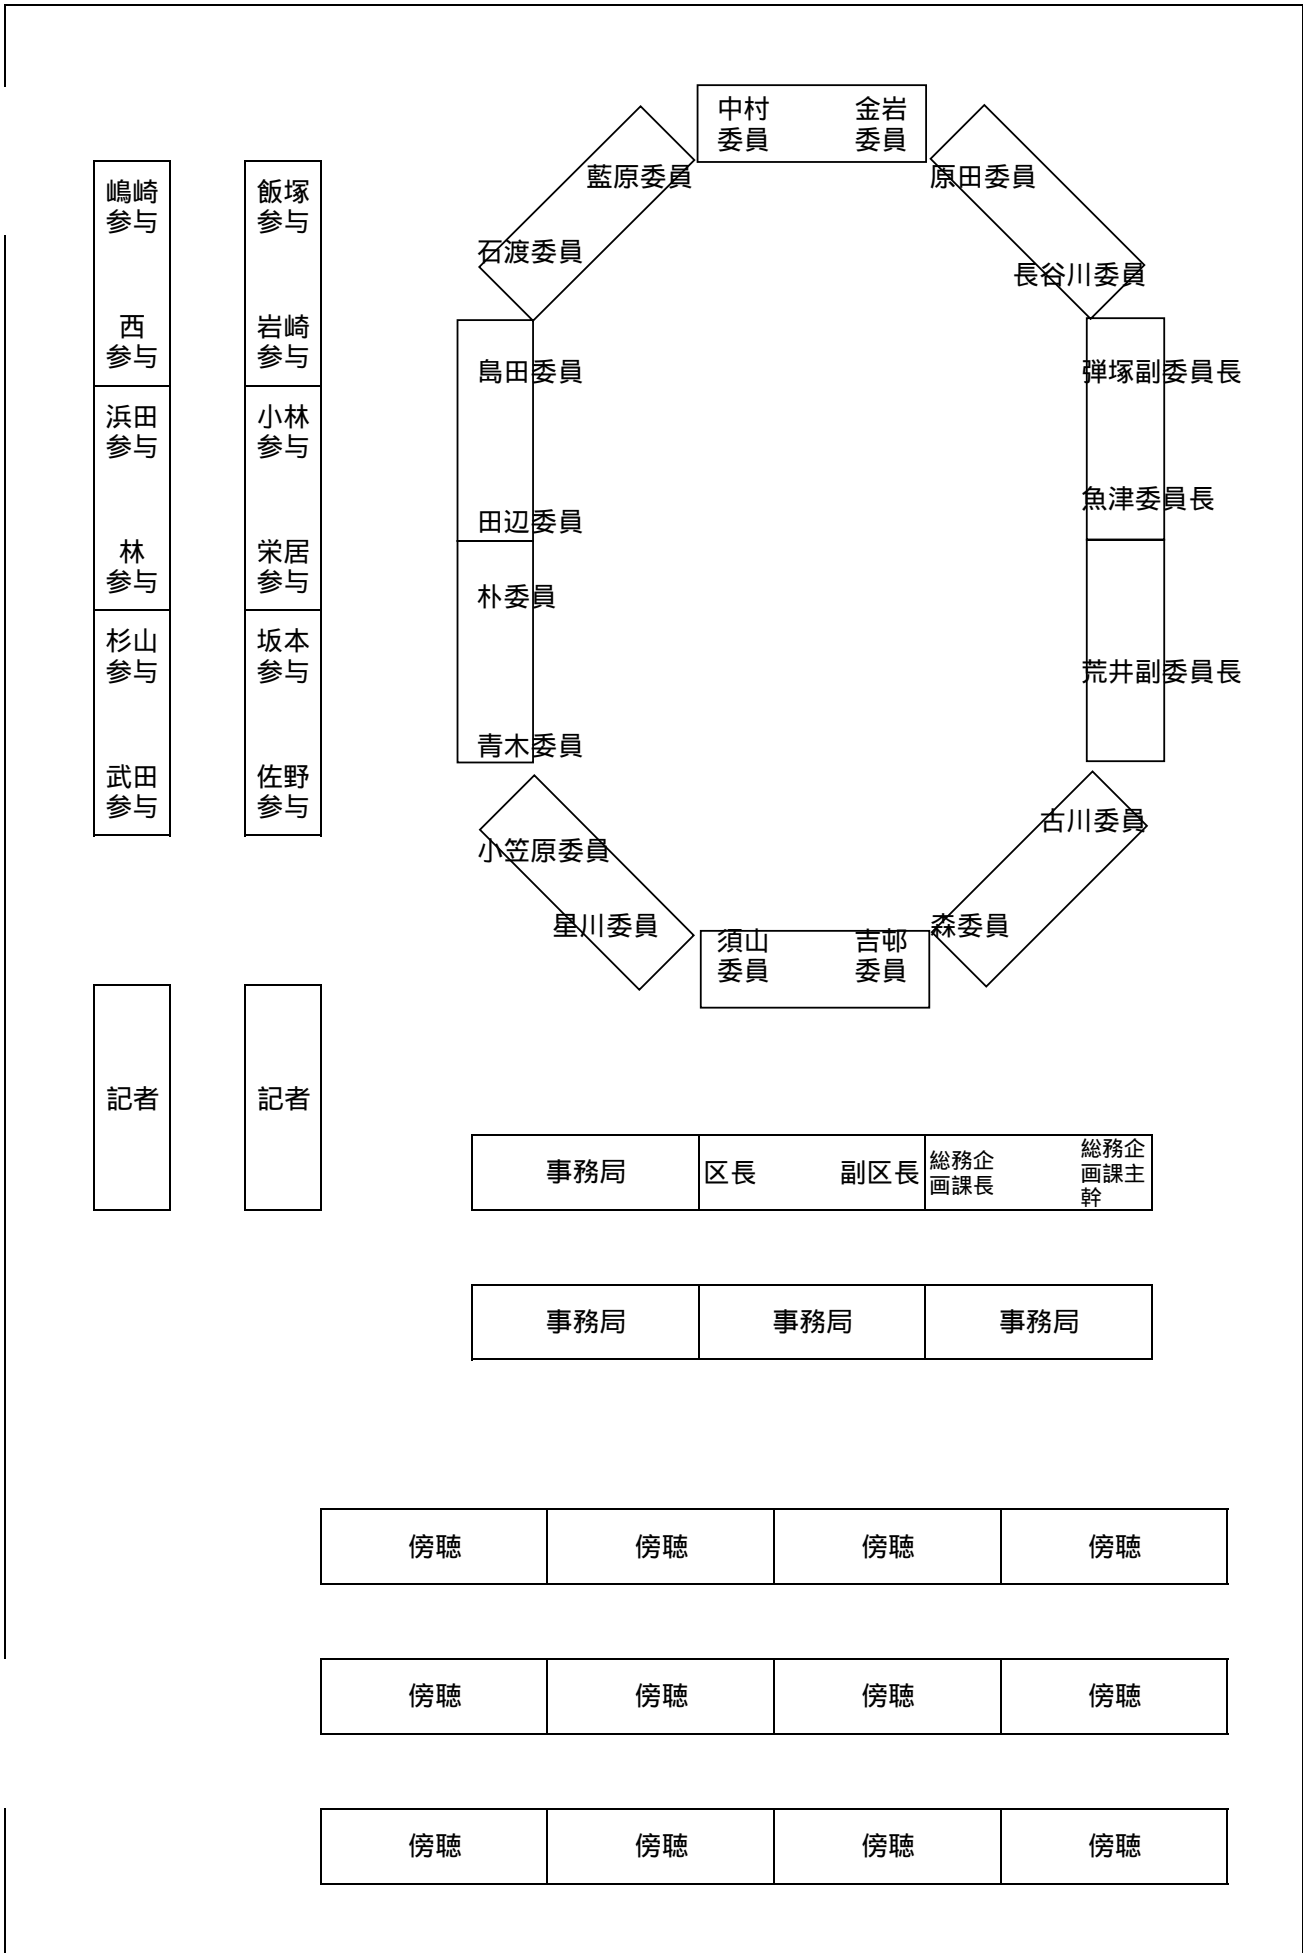 中村
委員
金岩
委員
藍原委員
原田委員
石渡委員
長谷川委員
嶋崎
参与
飯塚
参与
西
参与
岩崎
参与
浜田
参与
小林
参与
林
参与
栄居
参与
杉山
参与
坂本
参与
武田
参与
佐野
参与
島田委員
弾塚副委員長
田辺委員
魚津委員長
朴委員
荒井副委員長
青木委員
古川委員
小笠原委員
星川委員
森委員
須山
委員
吉邨
委員
記者
記者
事務局
区長
副区長
総務企
画課長
総務企
画課主
幹
事務局
事務局
事務局
傍聴
傍聴
傍聴
傍聴
傍聴
傍聴
傍聴
傍聴
傍聴
傍聴
傍聴
傍聴